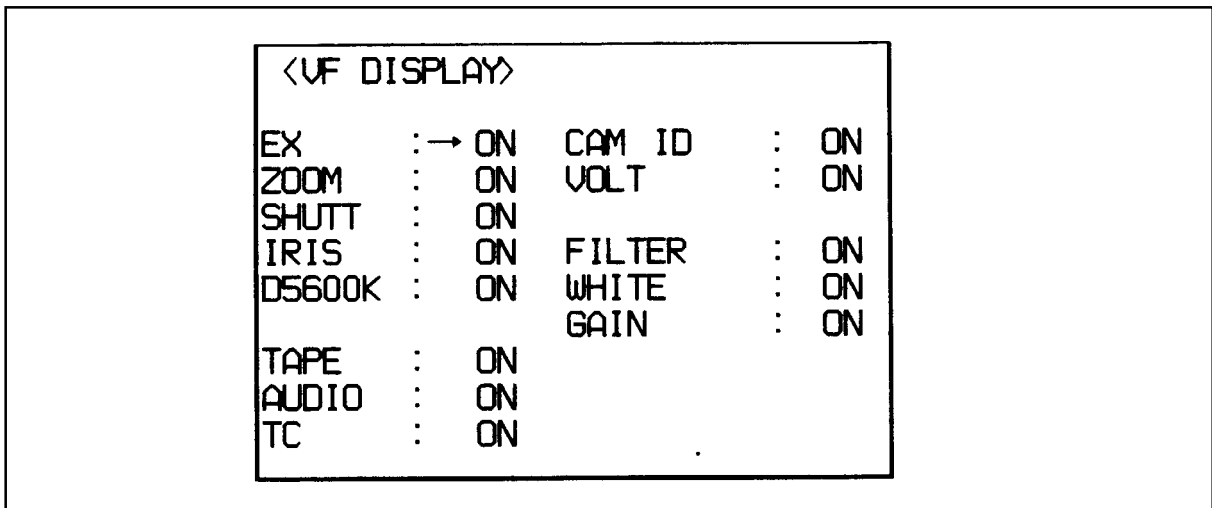 <VF DISPLAY>
EX : → ON CAM ID : ON
ZOOM : ON VOLT : ON
SHUTT : ON
IRIS : ON FILTER : ON
D5600K : ON WHITE : ON
GAIN : ON
TAPE : ON
AUDIO : ON
TC : ON